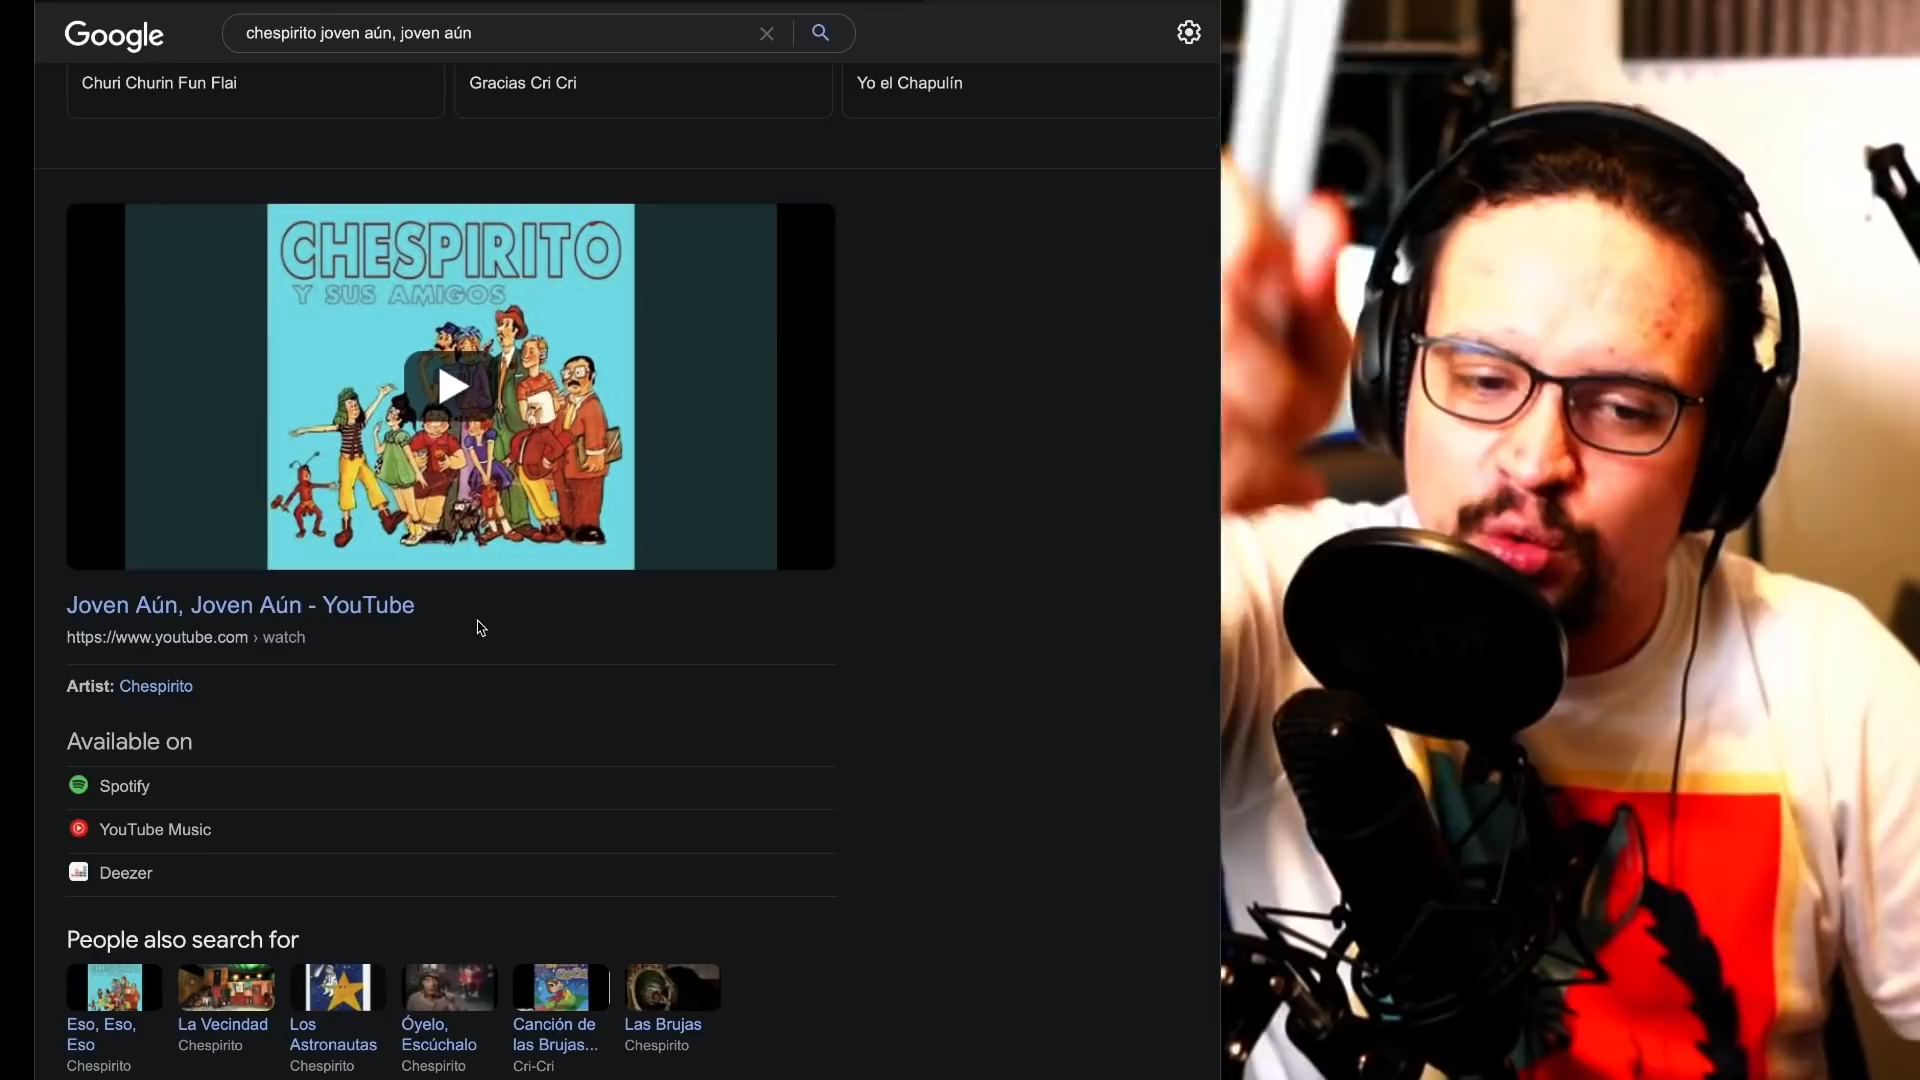 Google
chespirito joven aún, joven aún
Churi Churin Fun Flai
Gracias Cri Cri
Yo el Chapulín
CHESPIRITO
Y SUS AMIGOS
Joven Aún, Joven Aún - YouTube
https://www.youtube.com › watch
Artist: Chespirito
Available on
Spotify
YouTube Music
Deezer
People also search for
Eso, Eso,
Eso
Chespirito
La Vecindad
Chespirito
Los
Astronautas
Chespirito
Óyelo,
Escúchalo
Chespirito
Canción de
las Brujas...
Cri-Cri
Las Brujas
Chespirito